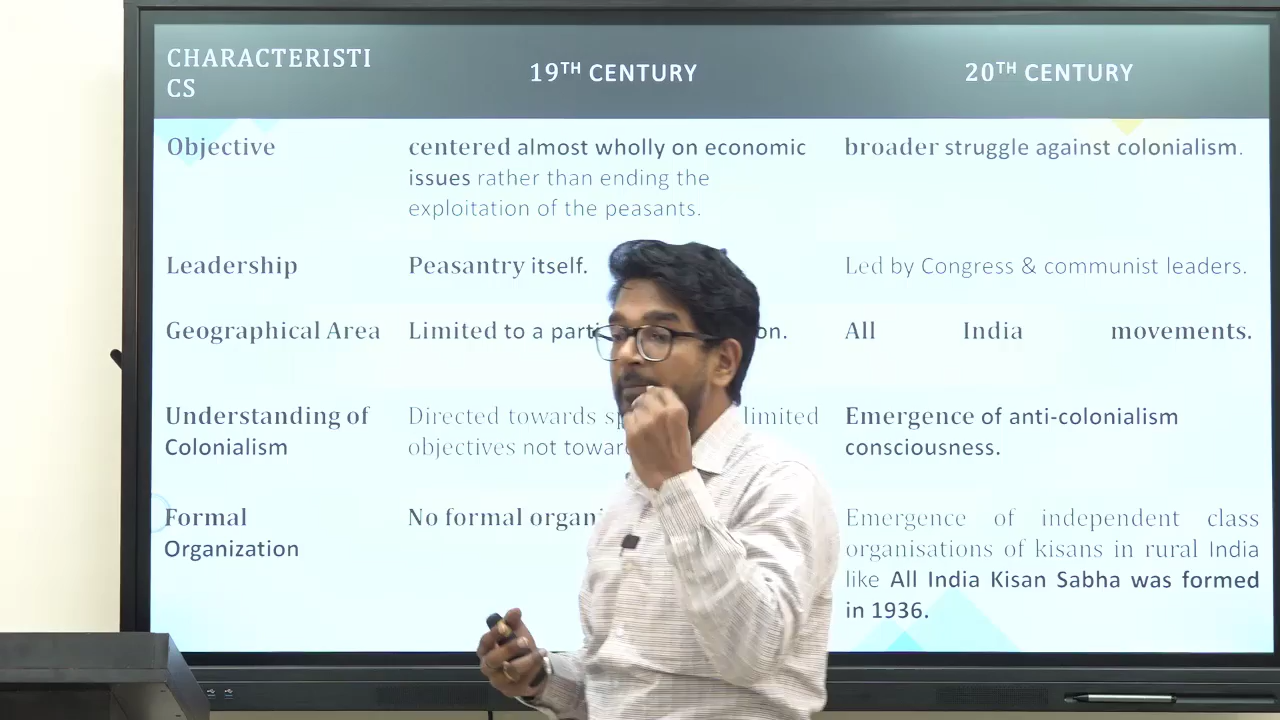 CHARACTERISTI
CS
19TH CENTURY
20TH CENTURY
Objective
centered almost wholly on economic
issues rather than ending the
exploitation of the peasants.
broader struggle against colonialism.
Leadership
Peasantry itself.
Led by Congress & communist leaders.
Geographical Area
Limited to a
All India movements.
Understanding of
Colonialism
Directed towards limited
objectives not
Emergence of anti-colonialism
consciousness.
Formal
Organization
No formal
Emergence of independent class
organisations of kisans in rural India
like All India Kisan Sabha was formed
in 1936.